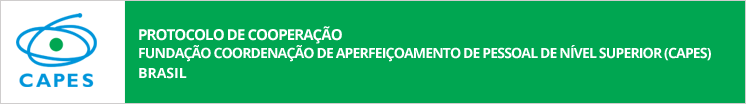 CAPES
PROTOCOLO DE COOPERAÇÃO
FUNDAÇÃO COORDENAÇÃO DE APERFEIÇOAMENTO DE PESSOAL DE NÍVEL SUPERIOR (CAPES)
BRASIL